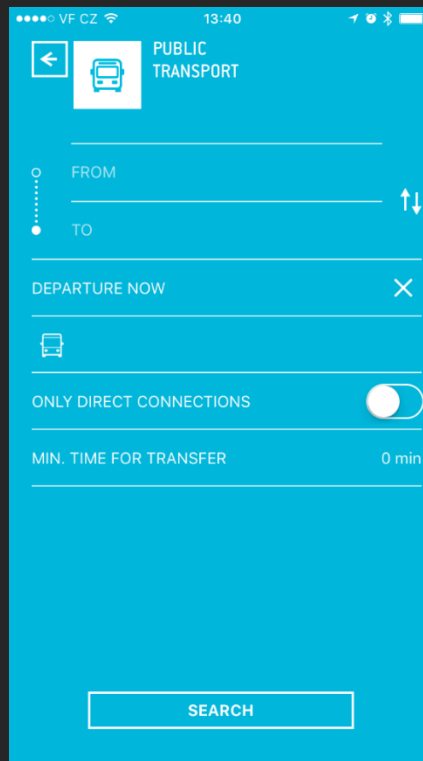 VF CZ 13:40
PUBLIC
TRANSPORT
FROM
TO
DEPARTURE NOW
ONLY DIRECT CONNECTIONS
MIN. TIME FOR TRANSFER 0 min
SEARCH